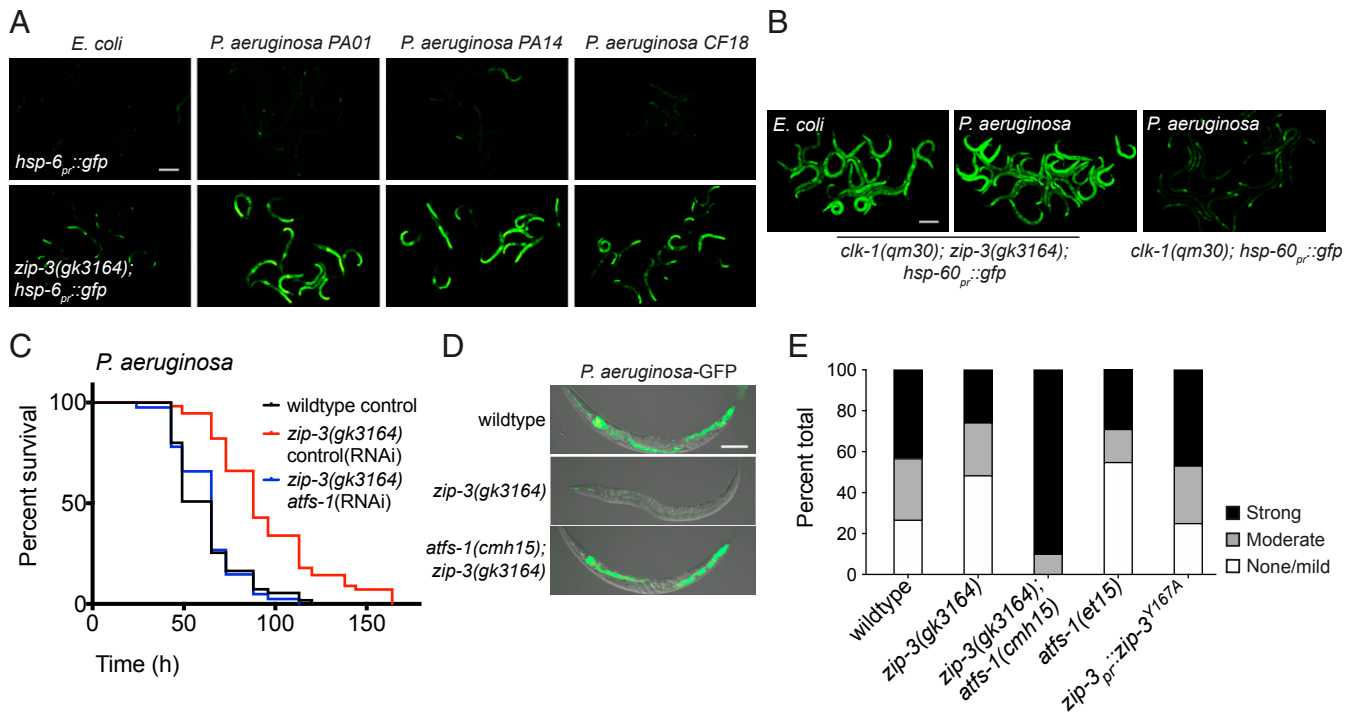 A
E. coli
P. aeruginosa PA01
P. aeruginosa PA14
P. aeruginosa CF18
hsp-6pr::gfp
zip-3(gk3164);
hsp-6pr::gfp
B
E. coli
P. aeruginosa
P. aeruginosa
clk-1(qm30); zip-3(gk3164);
hsp-60pr::gfp
clk-1(qm30); hsp-60pr::gfp
C
P. aeruginosa
Percent survival
100
50
0
0
50
100
150
Time (h)
wildtype control
zip-3(gk3164)
control(RNAi)
zip-3(gk3164)
atfs-1(RNAi)
D
P. aeruginosa-GFP
wildtype
zip-3(gk3164)
atfs-1(cmh15);
zip-3(gk3164)
E
Percent total
100
80
60
40
20
0
wildtype
zip-3(gk3164)
zip-3(gk3164);
atfs-1(cmh15)
atfs-1(et15)
zip-3pr::zip-3Y167A
Strong
Moderate
None/mild